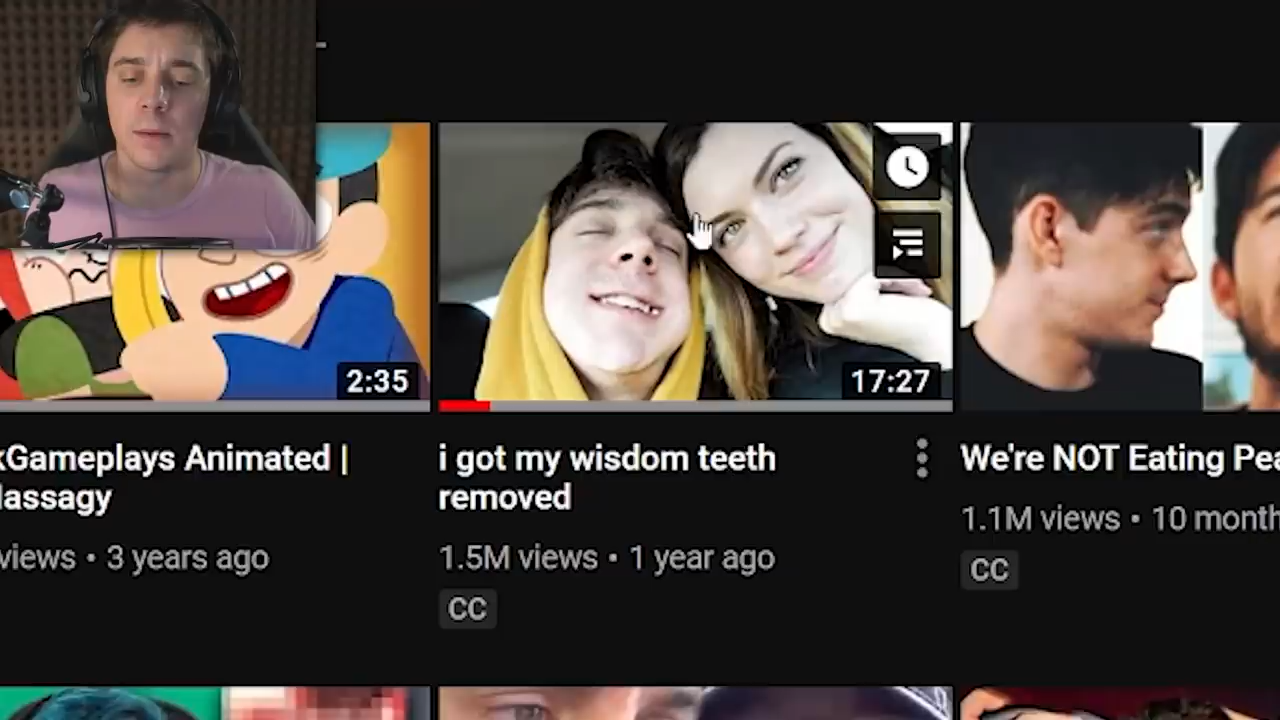 2:35
17:27
kGameplays Animated |
lassagy
views • 3 years ago
i got my wisdom teeth
removed
1.5M views • 1 year ago
CC
We're NOT Eating Pea
1.1M views • 10 month
CC